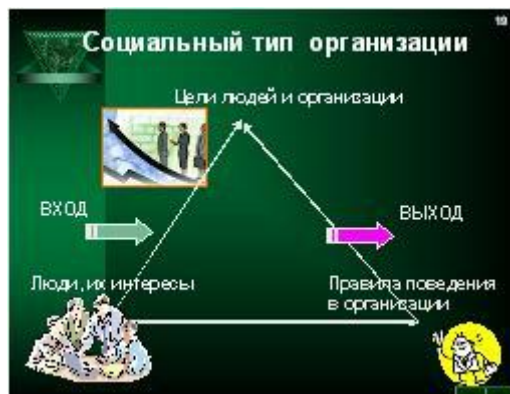 19
Социальный тип организации
Цели людей и организации
ВХОД
ВЫХОД
Люди, их интересы
Правила поведения
в организации